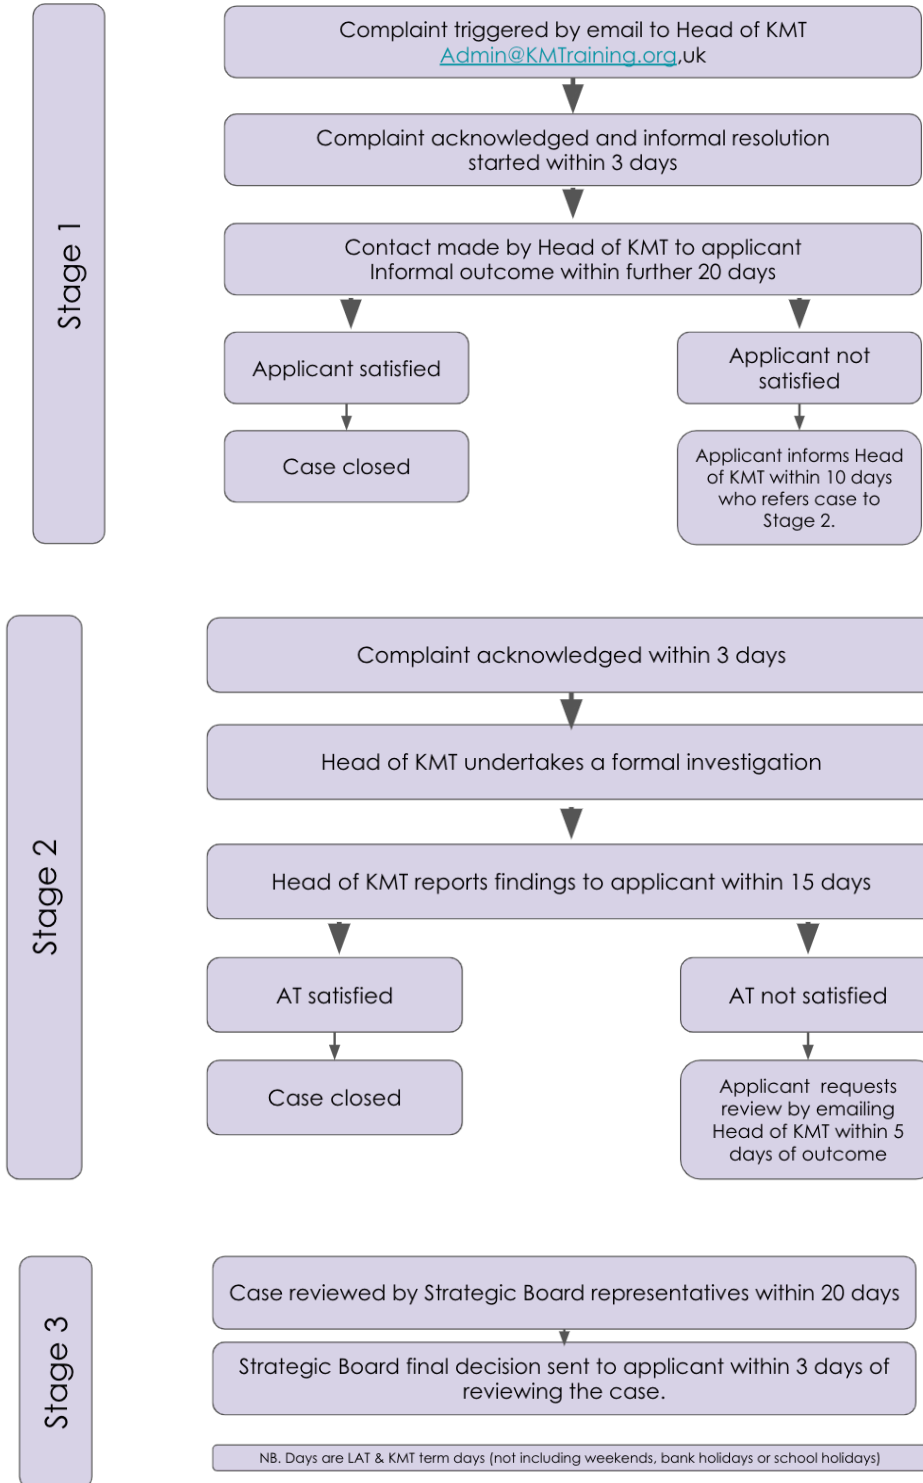 Stage 1
Complaint triggered by email to Head of KMT
Admin@KMTraining.org,uk
Complaint acknowledged and informal resolution
started within 3 days
Contact made by Head of KMT to applicant
Informal outcome within further 20 days
Applicant satisfied
Applicant not
satisfied
Case closed
Applicant informs Head
of KMT within 10 days
who refers case to
Stage 2.
Stage 2
Complaint acknowledged within 3 days
Head of KMT undertakes a formal investigation
Head of KMT reports findings to applicant within 15 days
AT satisfied
AT not satisfied
Case closed
Applicant  requests
review by emailing
Head of KMT within 5
days of outcome
Stage 3
Case reviewed by Strategic Board representatives within 20 days
Strategic Board final decision sent to applicant within 3 days of
reviewing the case.
NB. Days are LAT & KMT term days (not including weekends, bank holidays or school holidays)